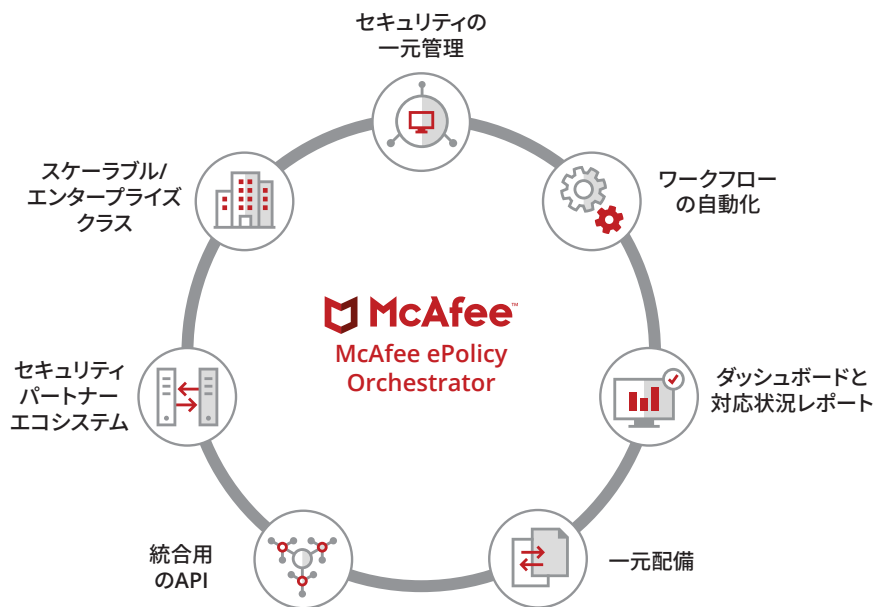 セキュリティの
一元管理
ワークフロー
の自動化
ダッシュボードと
対応状況レポート
一元配備
統合用
のAPI
セキュリティ
パートナー
エコシステム
スケーラブル/
エンタープライズ
クラス
McAfee™
McAfee ePolicy
Orchestrator